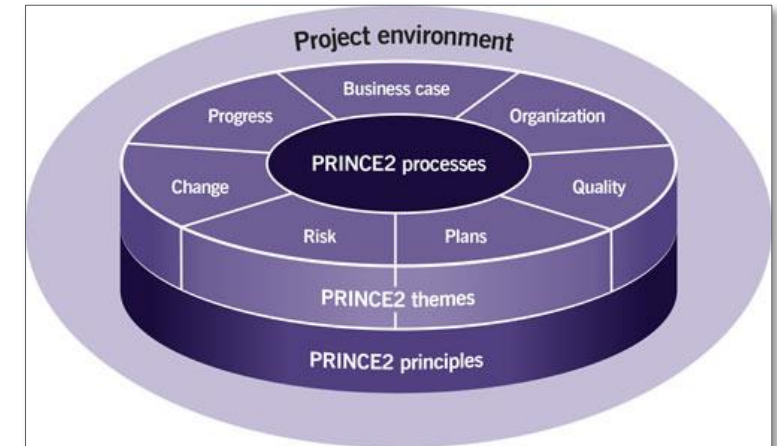 Project environment
Business case
Progress
Organization
PRINCE2 processes
Change
Quality
Risk
Plans
PRINCE2 themes
PRINCE2 principles